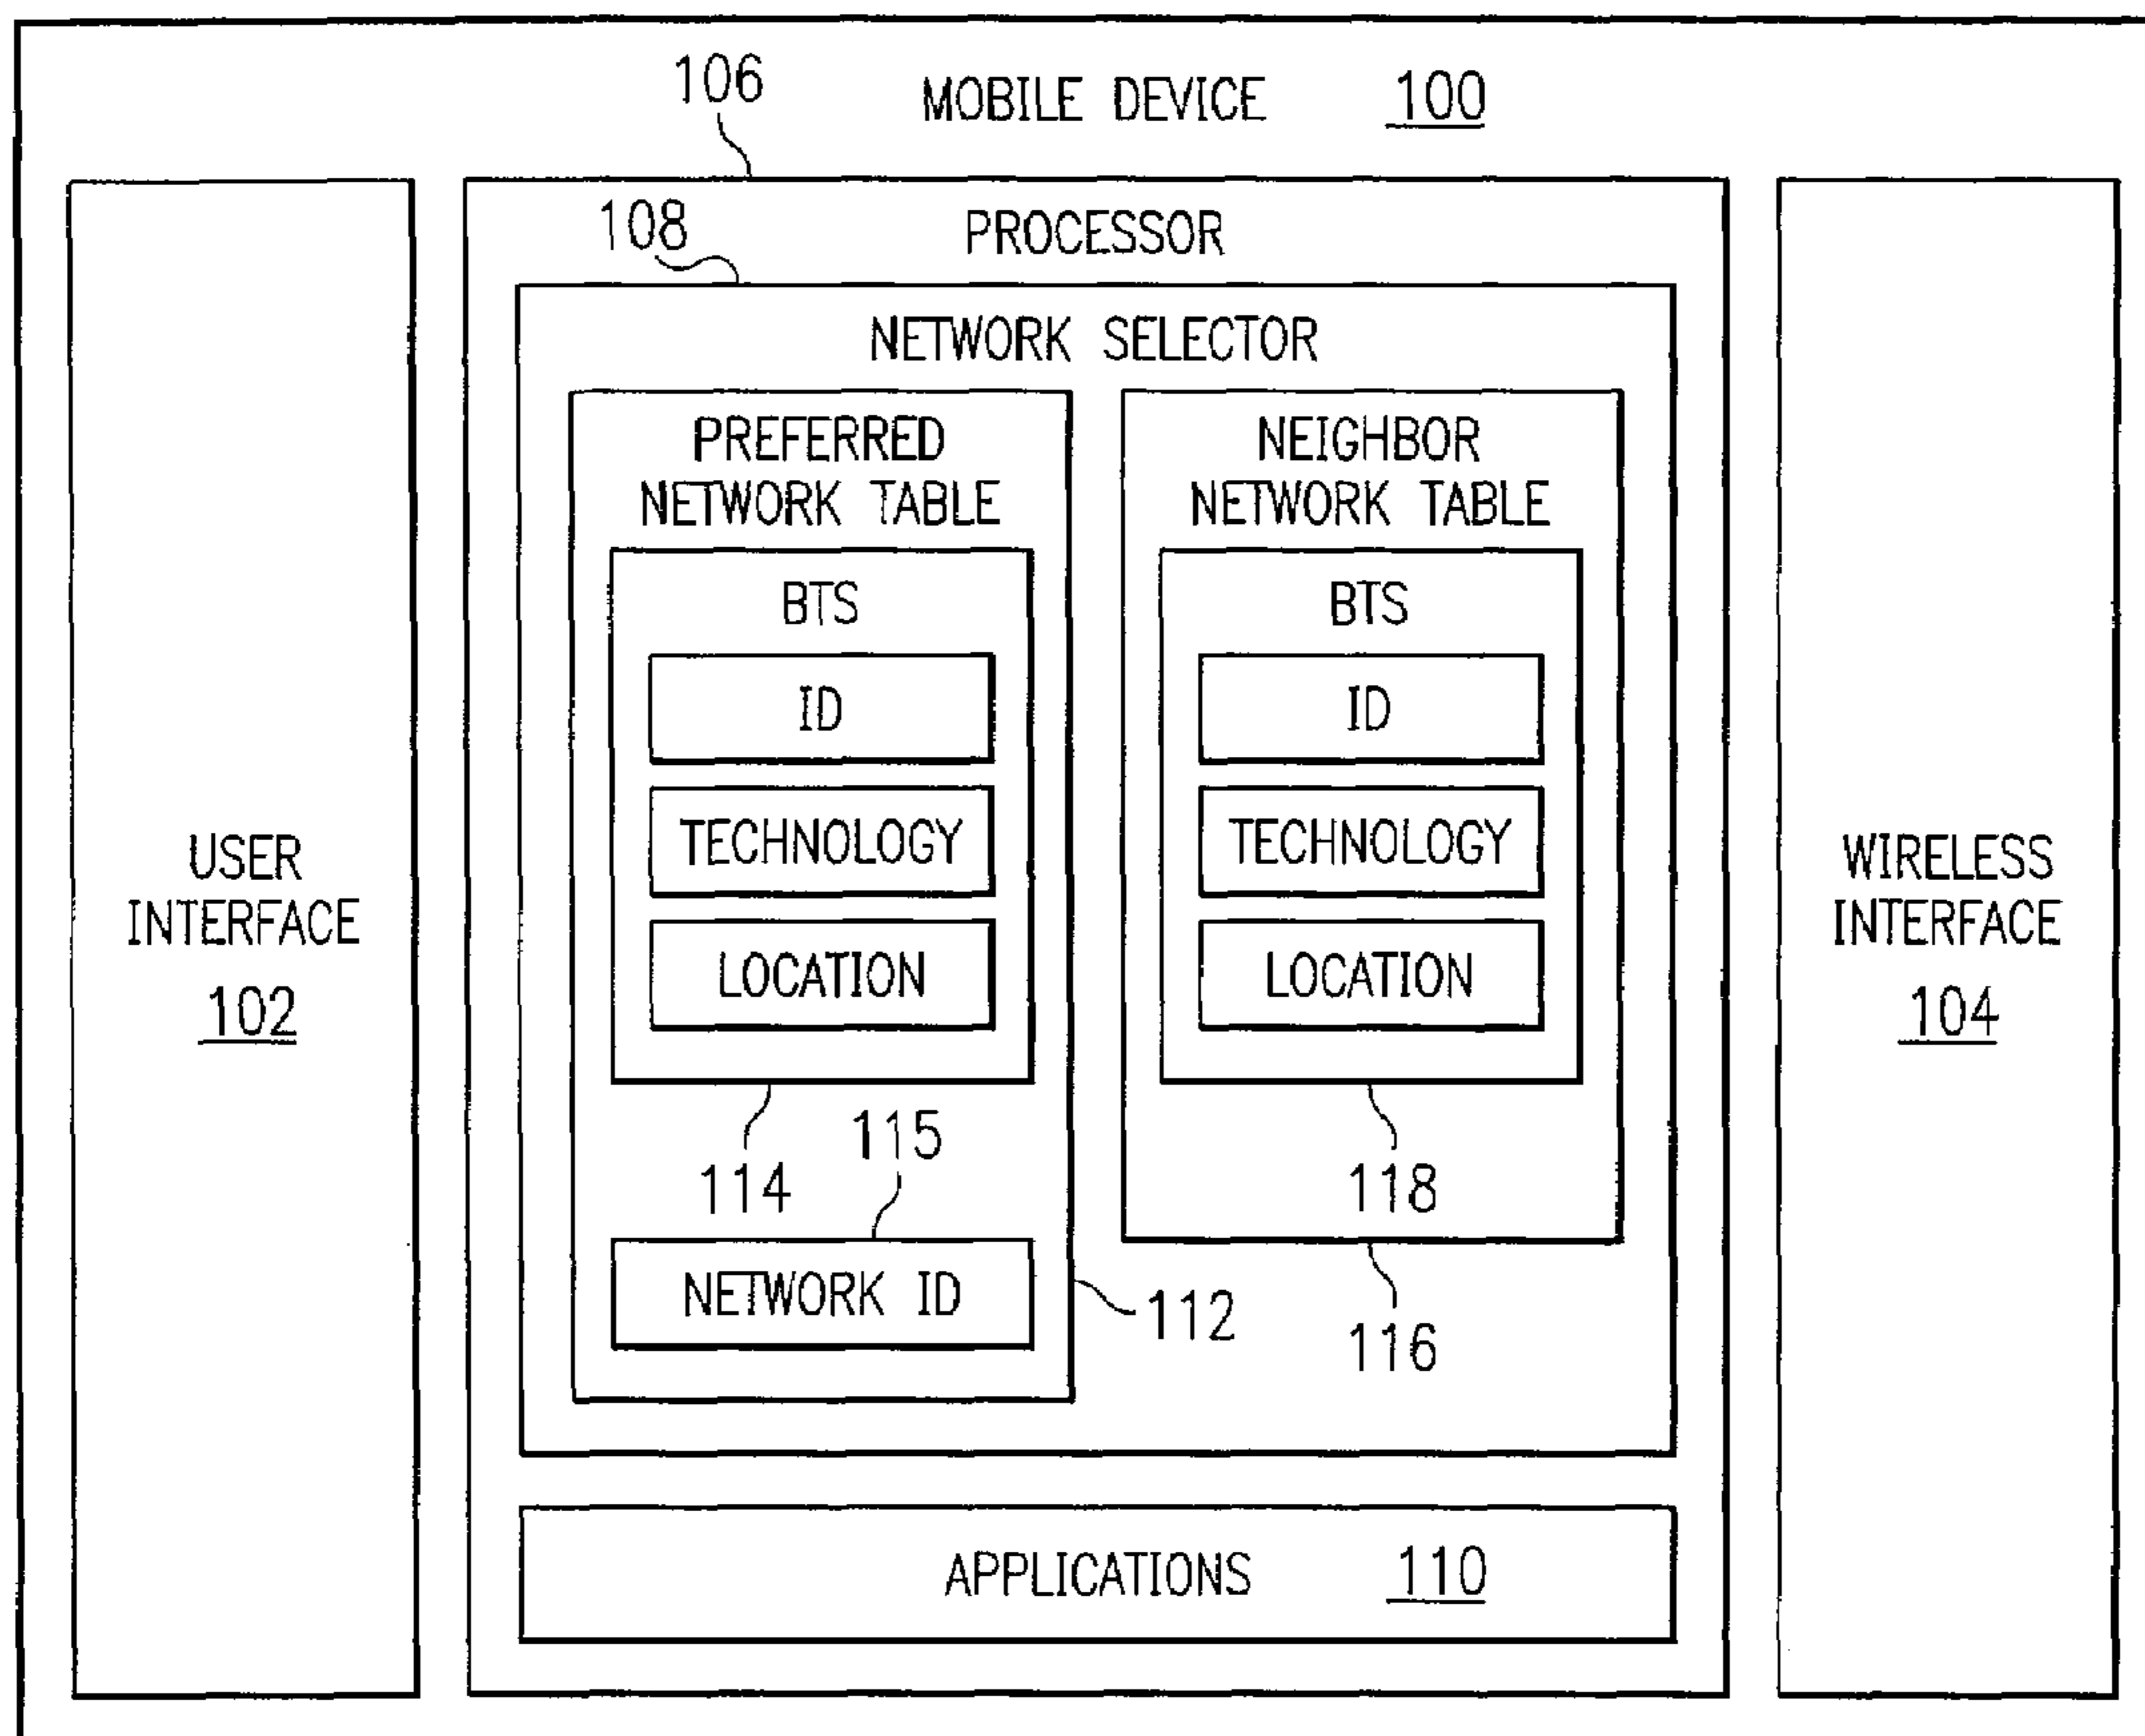 106
MOBILE DEVICE 100
108
PROCESSOR
NETWORK SELECTOR
PREFERRED
NETWORK TABLE
BTS
ID
TECHNOLOGY
LOCATION
114
115
NETWORK ID
112
NEIGHBOR
NETWORK TABLE
BTS
ID
TECHNOLOGY
LOCATION
118
116
USER
INTERFACE
102
WIRELESS
INTERFACE
104
APPLICATIONS 110